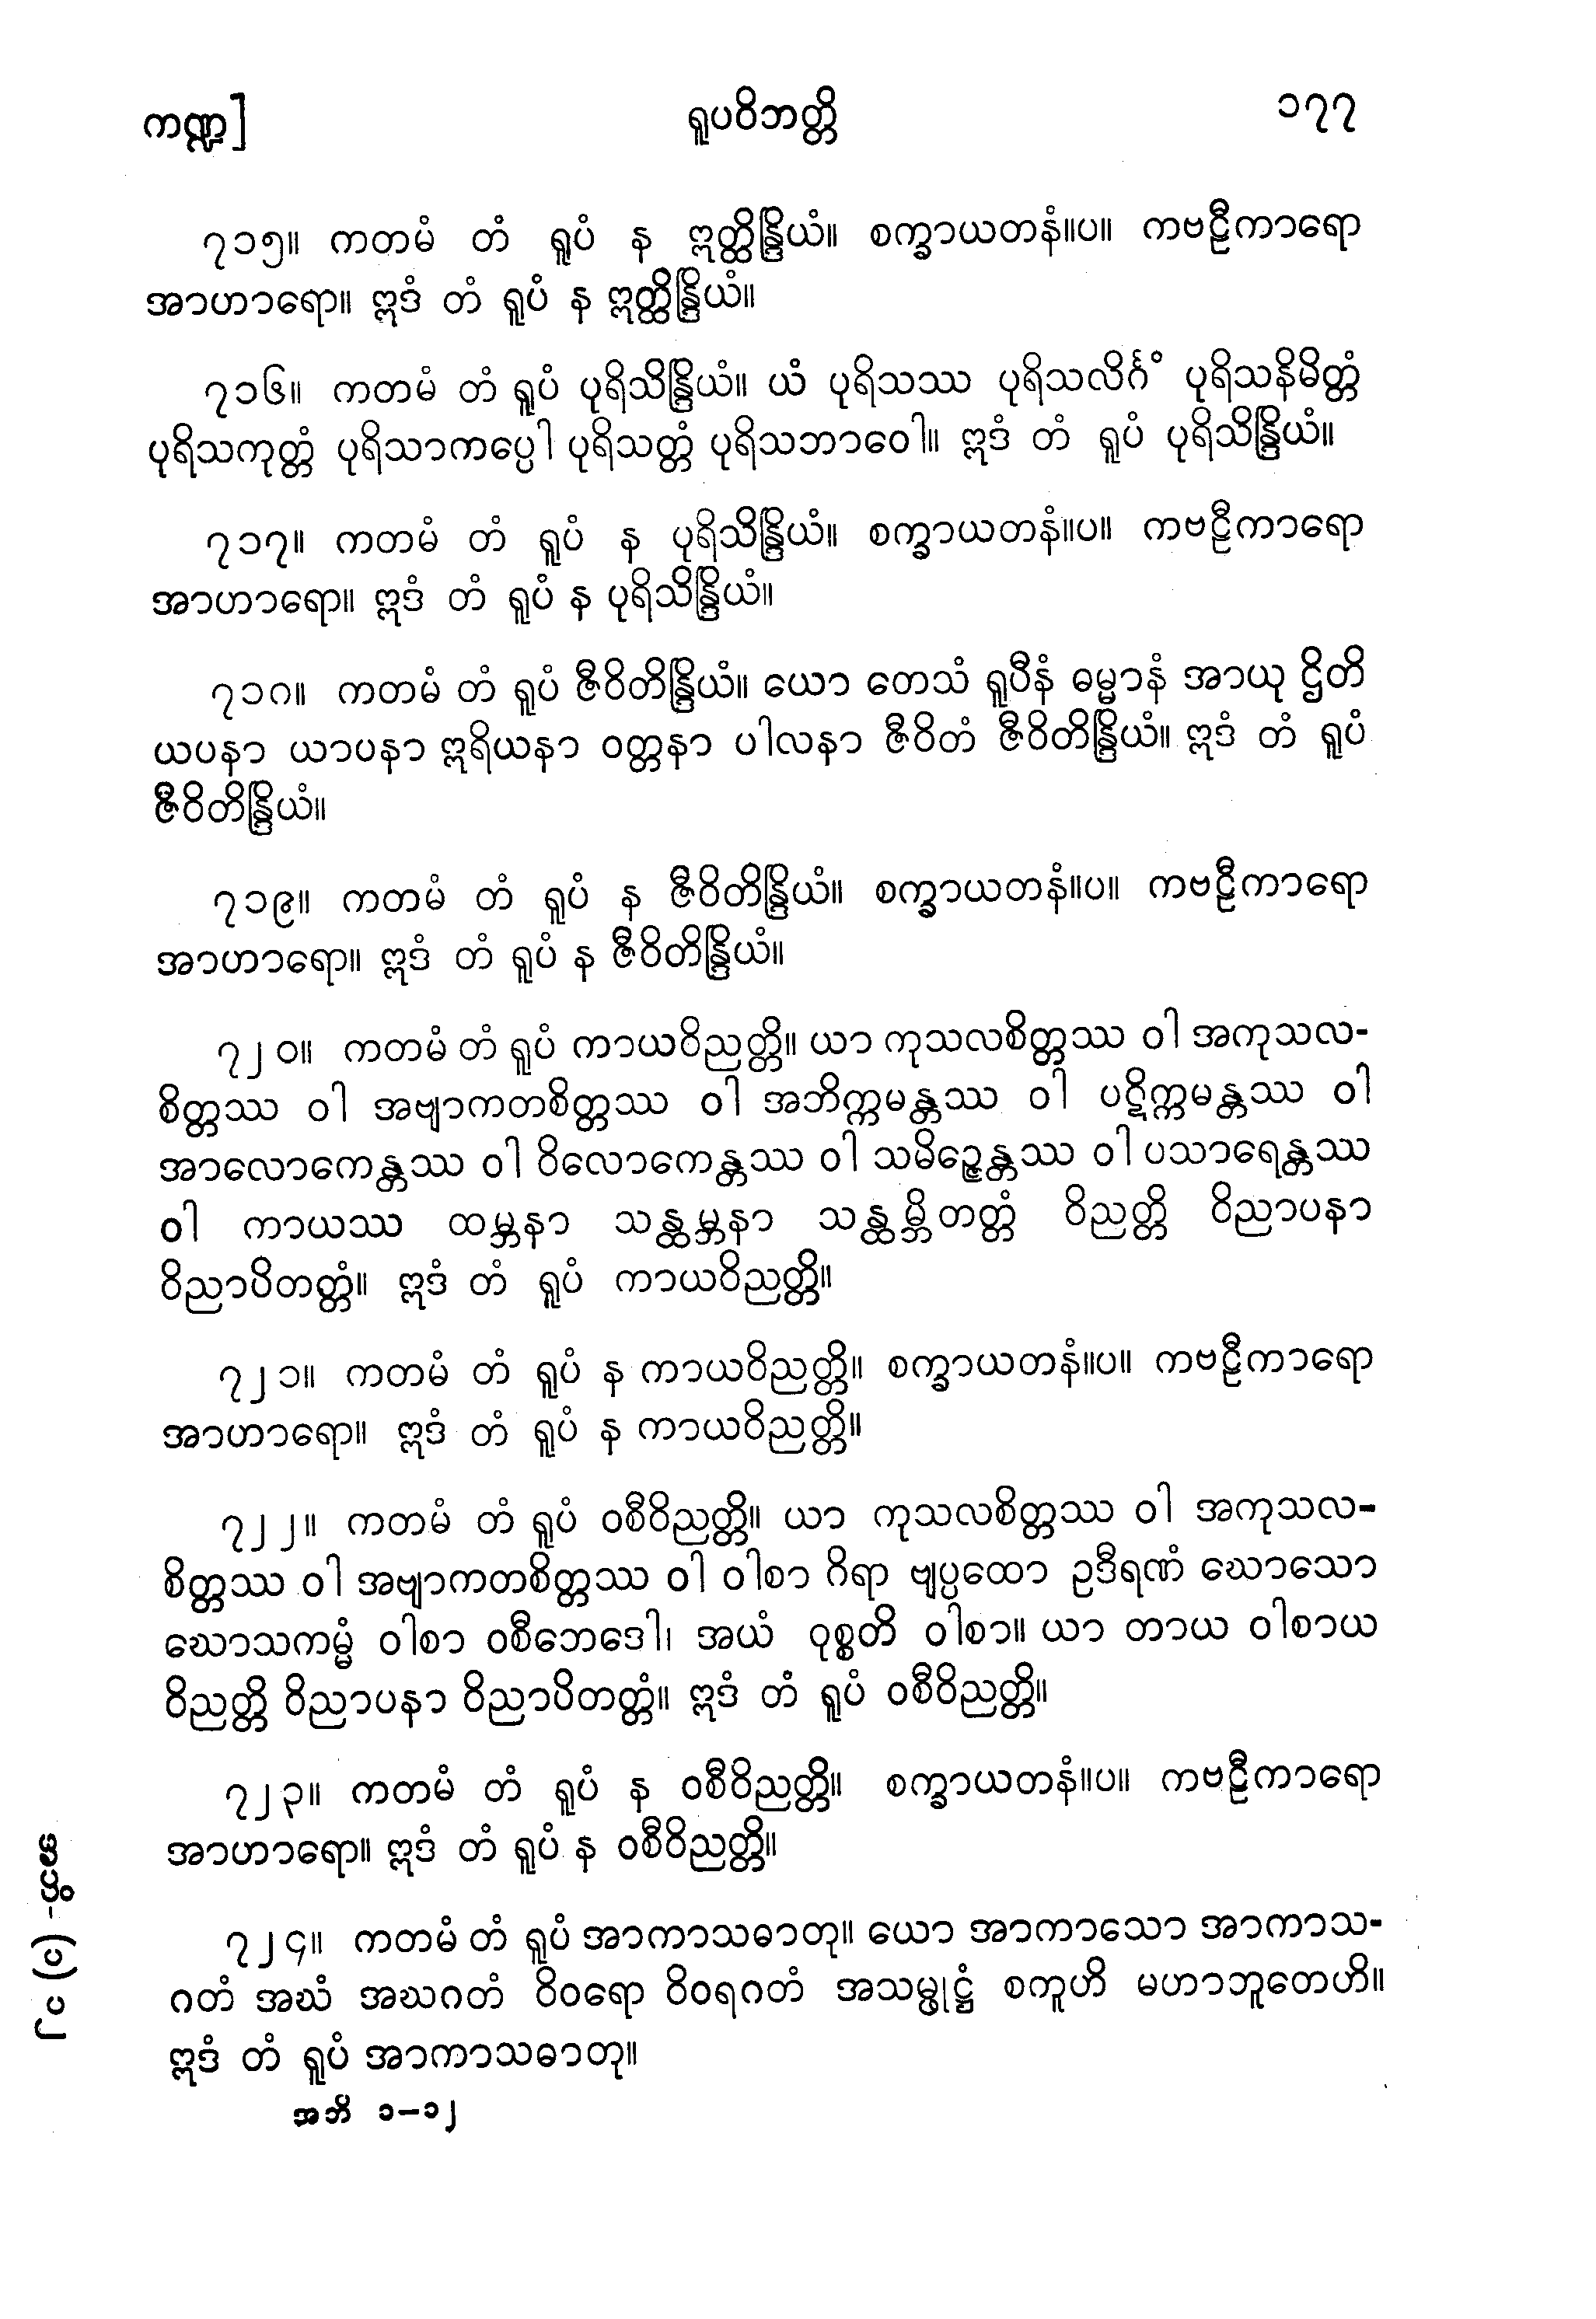 ကဏ္ဍ] ရူပဝိဘတ္တိ ၁၇၇
၇၁၅။ ကတမံ တံ ရူပံ န ဣတ္ထိန္ဒြိယံ။ စက္ခာယတနံ။ပ။ ကဗဠီကာရော
အာဟာရော။ ဣဒံ တံ ရူပံ န ဣတ္ထိန္ဒြိယံ။
၇၁၆။ ကတမံ တံ ရူပံ ပုရိသိန္ဒြိယံ။ ယံ ပုရိသဿ ပုရိသလိင်္ဂံ ပုရိသနိမိတ္တံ
ပုရိသကုတ္တံ ပုရိသာကပ္ပေါ ပုရိသတ္တံ ပုရိသဘာဝေါ။ ဣဒံ တံ ရူပံ ပုရိသိန္ဒြိယံ။
၇၁၇။ ကတမံ တံ ရူပံ န ပုရိသိန္ဒြိယံ။ စက္ခာယတနံ။ပ။ ကဗဠီကာရော
အာဟာရော။ ဣဒံ တံ ရူပံ န ပုရိသိန္ဒြိယံ။
၇၁၈။ ကတမံ တံ ရူပံ ဇီဝိတိန္ဒြိယံ။ ယော တေသံ ရူပီနံ ဓမ္မာနံ အာယု ဌိတိ
ယပနာ ယာပနာ ဣရိယနာ ဝတ္တနာ ပါလနာ ဇီဝိတံ ဇီဝိတိန္ဒြိယံ။ ဣဒံ တံ ရူပံ
ဇီဝိတိန္ဒြိယံ။
၇၁၉။ ကတမံ တံ ရူပံ န ဇီဝိတိန္ဒြိယံ။ စက္ခာယတနံ။ပ။ ကဗဠီကာရော
အာဟာရော။ ဣဒံ တံ ရူပံ န ဇီဝိတိန္ဒြိယံ။
၇၂၀။ ကတမံ တံ ရူပံ ကာယဝိညတ္တိ။ ယာ ကုသလစိတ္တဿ ဝါ အကုသလ-
စိတ္တဿ ဝါ အဗျာကတစိတ္တဿ ဝါ အဘိက္ကမန္တဿ ဝါ ပဋိက္ကမန္တဿ ဝါ
အာလောကေန္တဿ ဝါ ဝိလောကေန္တဿ ဝါ သမိဉ္ဇေန္တဿ ဝါ ပသာရေန္တဿ
ဝါ ကာယဿ ထမ္ဘနာ သန္ထမ္ဘနာ သန္ထမ္ဘိတတ္တံ ဝိညတ္တိ ဝိညာပနာ
ဝိညာပိတတ္တံ။ ဣဒံ တံ ရူပံ ကာယဝိညတ္တိ။
၇၂၁။ ကတမံ တံ ရူပံ န ကာယဝိညတ္တိ။ စက္ခာယတနံ။ပ။ ကဗဠီကာရော
အာဟာရော။ ဣဒံ တံ ရူပံ န ကာယဝိညတ္တိ။
၇၂၂။ ကတမံ တံ ရူပံ ဝစီဝိညတ္တိ။ ယာ ကုသလစိတ္တဿ ဝါ အကုသလ-
စိတ္တဿ ဝါ အဗျာကတစိတ္တဿ ဝါ ဝါစာ ဂိရာ ဗျပ္ပထော ဥဒီရဏံ ဃောသော
ဃောသကမ္မံ ဝါစာ ဝစီဘေဒေါ၊ အယံ ဝုစ္စတိ ဝါစာ။ ယာ တာယ ဝါစာယ
ဝိညတ္တိ ဝိညာပနာ ဝိညာပိတတ္တံ။ ဣဒံ တံ ရူပံ ဝစီဝိညတ္တိ။
၇၂၃။ ကတမံ တံ ရူပံ န ဝစီဝိညတ္တိ။ စက္ခာယတနံ။ပ။ ကဗဠီကာရော
အာဟာရော။ ဣဒံ တံ ရူပံ န ဝစီဝိညတ္တိ။
၇၂၄။ ကတမံ တံ ရူပံ အာကာသဓာတု။ ယော အာကာသော အာကာသ-
ဂတံ အဃံ အဃဂတံ ဝိဝရော ဝိဝရဂတံ အသမ္ဖုဋ္ဌံ စကူဟိ မဟာဘူတေဟိ။
ဣဒံ တံ ရူပံ အာကာသဓာတု။
အဘိ ၁–၁၂